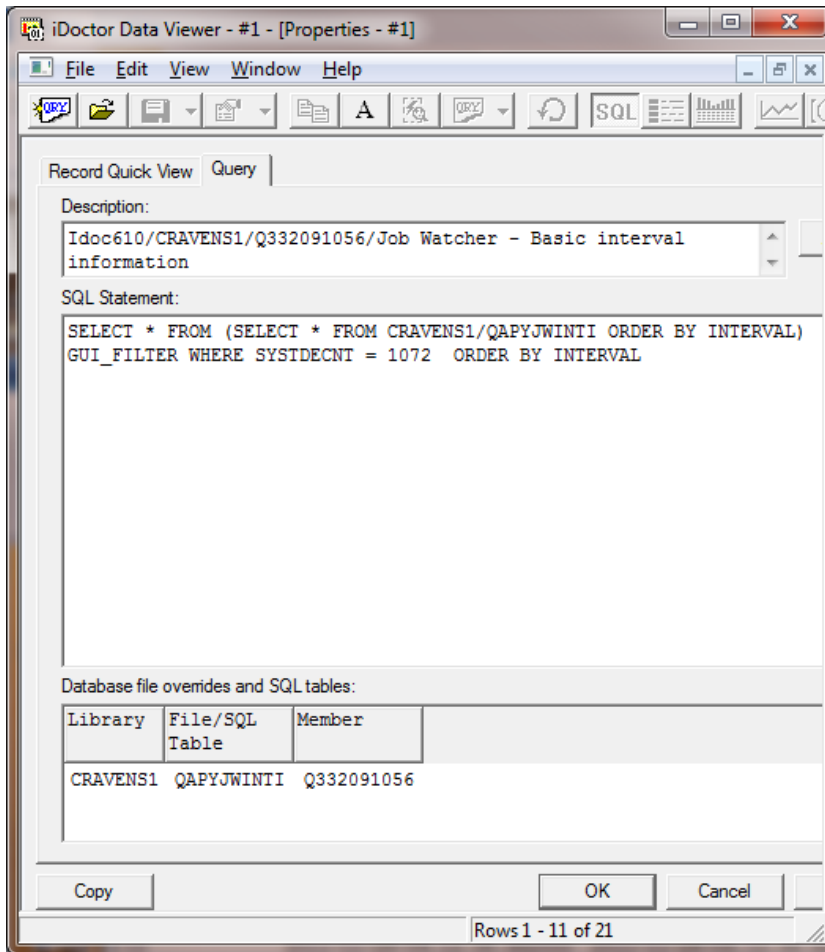 iDoctor Data Viewer - #1 - [Properties - #1]
File Edit View Window Help
QRY A QRY SQL
Record Quick View Query
Description:
Idoc610/CRAVENS1/Q332091056/Job Watcher - Basic interval
information
SQL Statement:
SELECT * FROM (SELECT * FROM CRAVENS1/QAPYJWINTI ORDER BY INTERVAL)
GUI_FILTER WHERE SYSTDECNT = 1072  ORDER BY INTERVAL
Database file overrides and SQL tables:
Library File/SQL Member
Table
CRAVENS1 QAPYJWINTI Q332091056
Copy OK Cancel
Rows 1 - 11 of 21